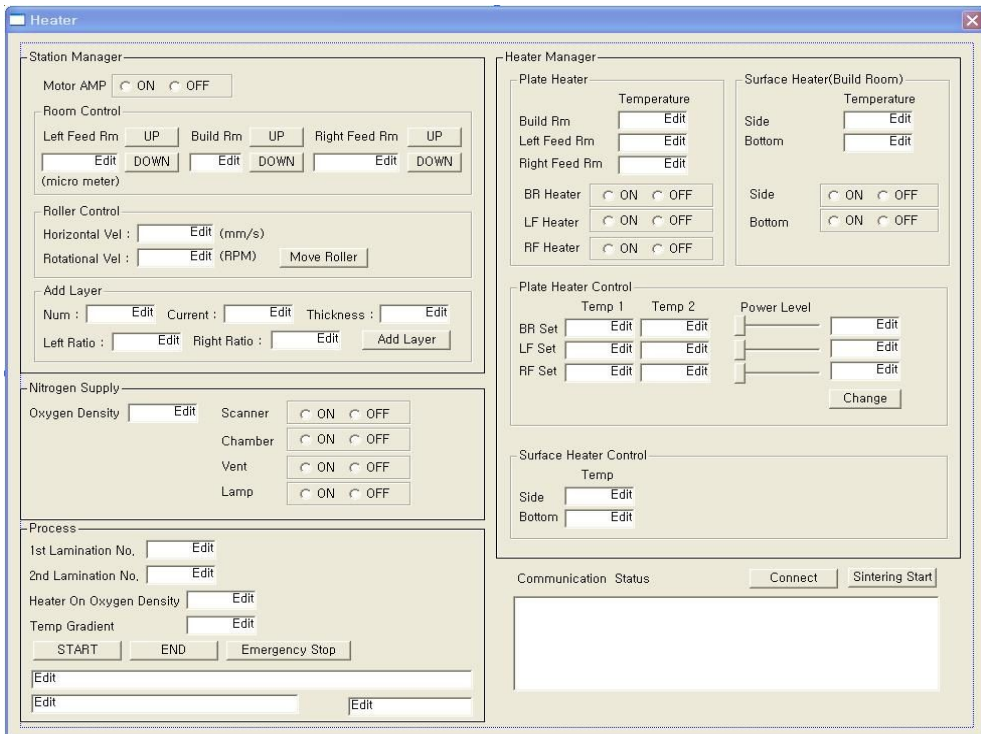 Heater
Station Manager
Motor AMP ON OFF
Room Control
Left Feed Rm UP Build Rm UP Right Feed Rm UP
Edit DOWN Edit DOWN Edit DOWN
(micro meter)
Roller Control
Horizontal Vel : Edit (mm/s)
Rotational Vel : Edit (RPM) Move Roller
Add Layer
Num : Edit Current : Edit Thickness : Edit
Left Ratio : Edit Right Ratio : Edit Add Layer
Nitrogen Supply
Oxygen Density Edit Scanner ON OFF
Chamber ON OFF
Vent ON OFF
Lamp ON OFF
Process
1st Lamination No, Edit
2nd Lamination No, Edit
Heater On Oxygen Density Edit
Temp Gradient Edit
START END Emergency Stop
Edit
Edit Edit
Heater Manager
Plate Heater
Temperature
Build Rm Edit
Left Feed Rm Edit
Right Feed Rm Edit
BR Heater ON OFF
LF Heater ON OFF
RF Heater ON OFF
Surface Heater(Build Room)
Temperature
Side Edit
Bottom Edit
Side ON OFF
Bottom ON OFF
Plate Heater Control
Temp 1 Temp 2 Power Level
BR Set Edit Edit Edit
LF Set Edit Edit Edit
RF Set Edit Edit Edit
Change
Surface Heater Control
Temp
Side Edit
Bottom Edit
Communication Status Connect Sintering Start